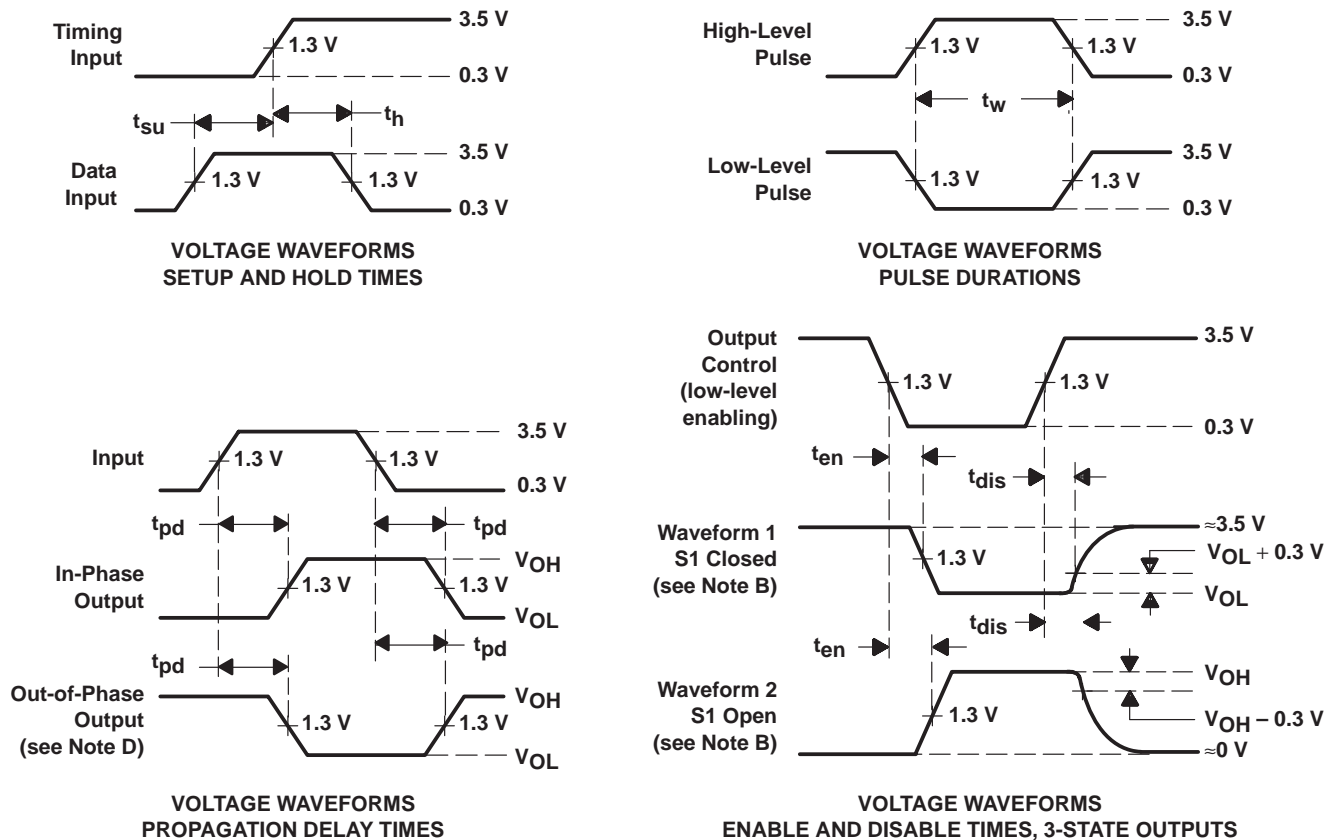 Timing
Input
1.3 V
3.5 V
0.3 V
tsu
th
Data
Input
1.3 V
1.3 V
3.5 V
0.3 V
VOLTAGE WAVEFORMS
SETUP AND HOLD TIMES
High-Level
Pulse
1.3 V
1.3 V
3.5 V
0.3 V
tw
Low-Level
Pulse
1.3 V
1.3 V
3.5 V
0.3 V
VOLTAGE WAVEFORMS
PULSE DURATIONS
Input
1.3 V
1.3 V
3.5 V
0.3 V
tpd
tpd
In-Phase
Output
1.3 V
1.3 V
VOH
VOL
tpd
tpd
Out-of-Phase
Output
(see Note D)
1.3 V
1.3 V
VOH
VOL
VOLTAGE WAVEFORMS
PROPAGATION DELAY TIMES
Output
Control
(low-level
enabling)
1.3 V
1.3 V
3.5 V
0.3 V
ten
tdis
Waveform 1
S1 Closed
(see Note B)
1.3 V
≈3.5 V
VOL + 0.3 V
VOL
ten
tdis
Waveform 2
S1 Open
(see Note B)
1.3 V
VOH
VOH – 0.3 V
≈0 V
VOLTAGE WAVEFORMS
ENABLE AND DISABLE TIMES, 3-STATE OUTPUTS